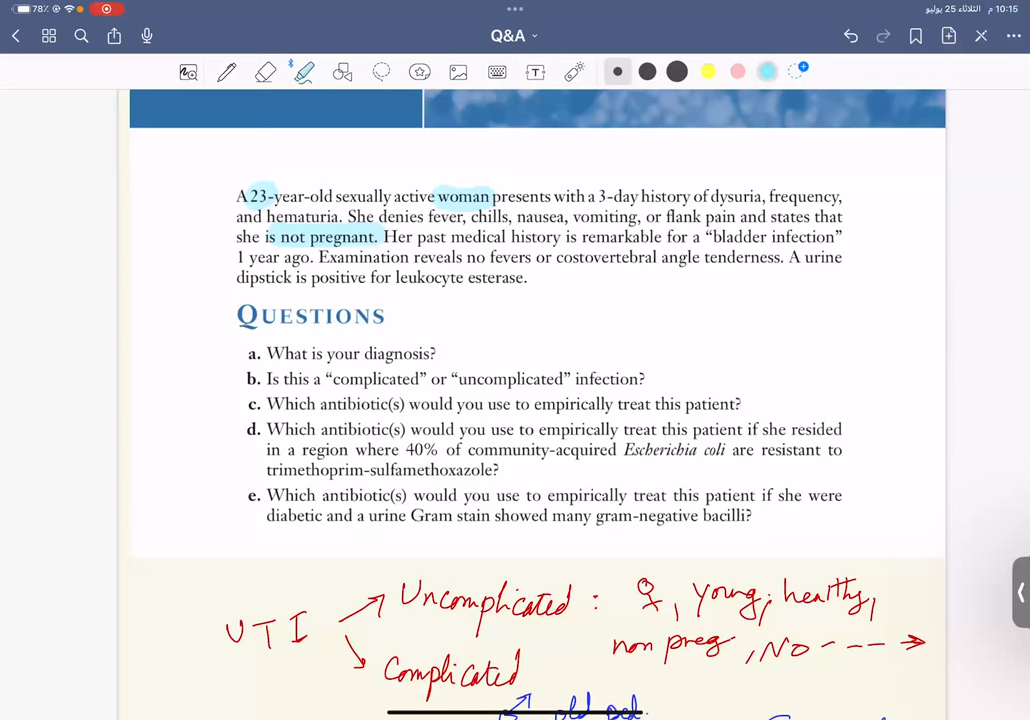 78%
10:15 م الثلاثاء 25 يوليو
Q&A
A 23-year-old sexually active woman presents with a 3-day history of dysuria, frequency,
and hematuria. She denies fever, chills, nausea, vomiting, or flank pain and states that
she is not pregnant. Her past medical history is remarkable for a “bladder infection”
1 year ago. Examination reveals no fevers or costovertebral angle tenderness. A urine
dipstick is positive for leukocyte esterase.
QUESTIONS
a. What is your diagnosis?
b. Is this a “complicated” or “uncomplicated” infection?
c. Which antibiotic(s) would you use to empirically treat this patient?
d. Which antibiotic(s) would you use to empirically treat this patient if she resided
in a region where 40% of community-acquired Escherichia coli are resistant to
trimethoprim-sulfamethoxazole?
e. Which antibiotic(s) would you use to empirically treat this patient if she were
diabetic and a urine Gram stain showed many gram-negative bacilli?
Uncomplicated : ♀, young, healthy,
UTI
non preg, No
Complicated
old